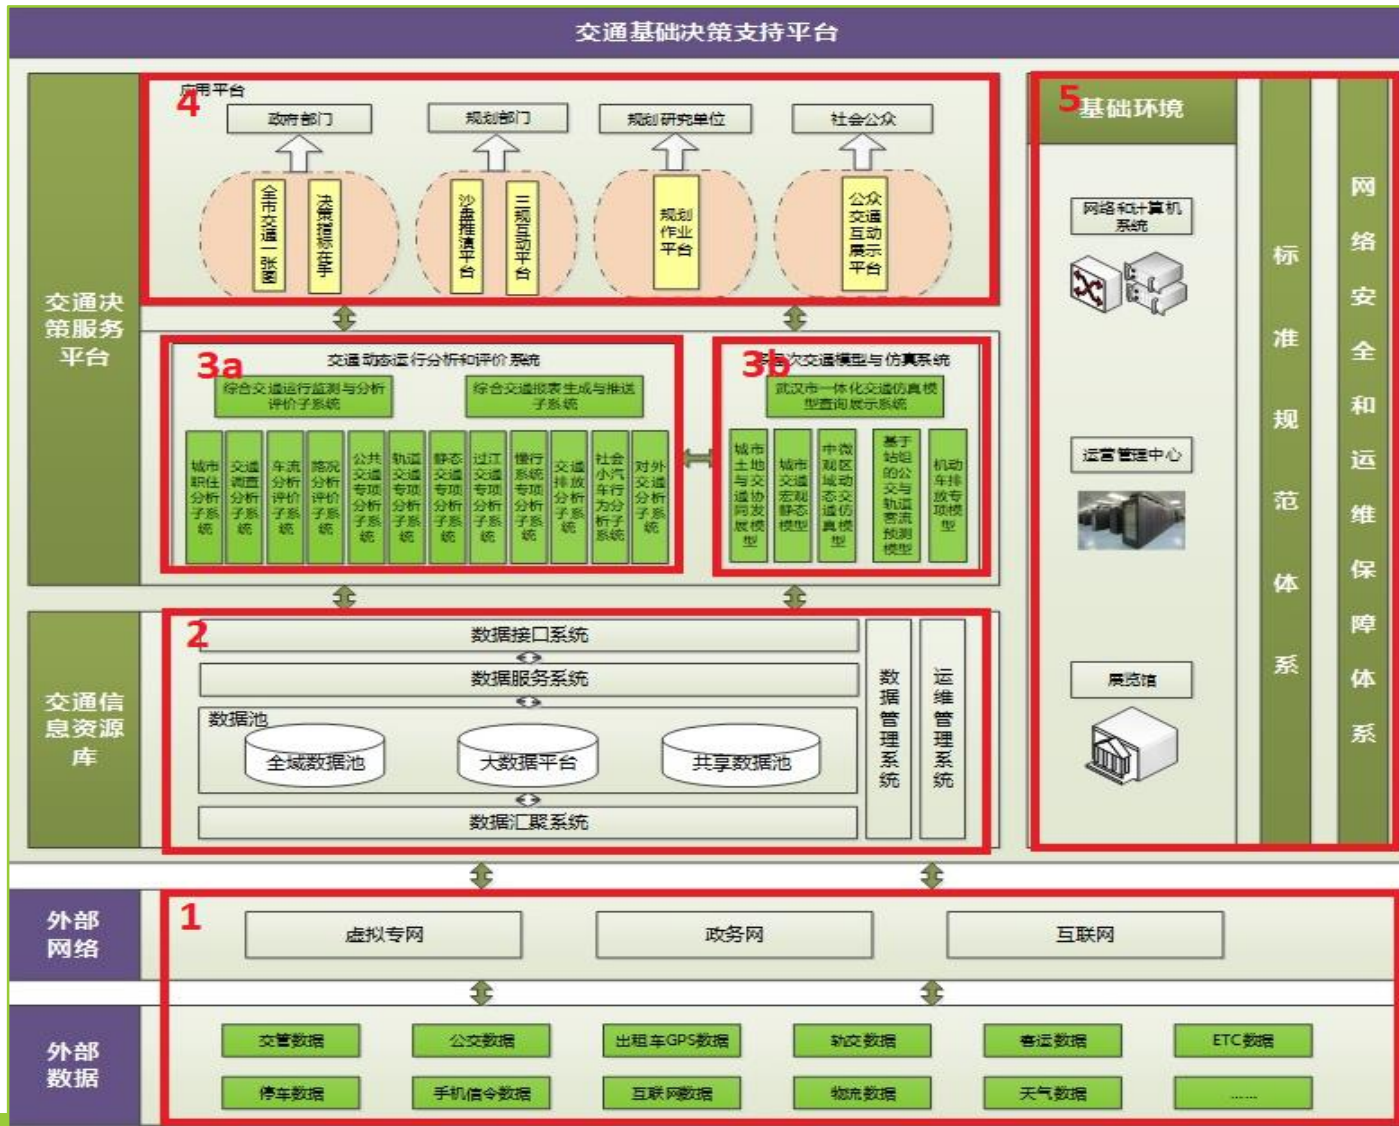 交通基础决策支持平台
交通决
策服务
平台
4
应用平台
政府部门
规划部门
规划研究单位
社会公众
全市交通一张图
决策指标在手
沙盘推演平台
三规互动平台
规划
作业
平台
公众
交通
互动
展示
平台
3a
交通动态运行分析和评价系统
综合交通运行监测与分析
评价子系统
综合交通报表生成与推送
子系统
城市
职住
分析
子系
统
交通
调查
分析
子系
统
车流
分析
评价
子系
统
路况
分析
评价
子系
统
公共
交通
专项
分析
子系
统
轨道
交通
专项
分析
子系
统
静态
交通
专项
分析
子系
统
过江
交通
专项
分析
子系
统
慢行
系统
专项
分析
子系
统
交通
排放
分析
子系
统
社会
小汽
车行
为分
析子
系统
对外
交通
分析
子系
统
3b
次交通模型与仿真系统
武汉市一体化交通仿真模
型查询展示系统
城市
土地
与交
通协
同发
展模
型
城市
交通
宏观
静态
模型
中微
观区
域动
态交
通仿
真模
型
基于
站组
的公
交与
轨道
客流
预测
模型
机动
车排
放专
项模
型
交通信
息资源
库
2
数据接口系统
数据服务系统
数据池
全域数据池
大数据平台
共享数据池
数据汇聚系统
数据管理系统
运维管理系统
5
基础环境
网络和计算机
系统
运营管理中心
展览馆
标准规范体系
网络安全和运维保障体系
外部
网络
1
虚拟专网
政务网
互联网
外部
数据
交管数据
公交数据
出租车GPS数据
轨交数据
客运数据
ETC数据
停车数据
手机信令数据
互联网数据
物流数据
天气数据
......